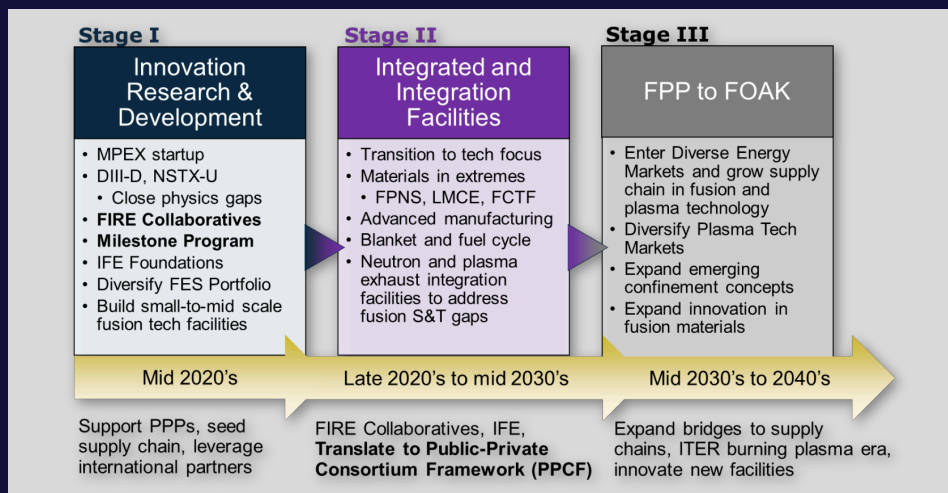 Stage I
Innovation
Research &
Development
• MPEX startup
• DIII-D, NSTX-U
• Close physics gaps
• FIRE Collaboratives
• Milestone Program
• IFE Foundations
• Diversify FES Portfolio
• Build small-to-mid scale
fusion tech facilities
Stage II
Integrated and
Integration
Facilities
• Transition to tech focus
• Materials in extremes
• FPNS, LMCE, FCTF
• Advanced manufacturing
• Blanket and fuel cycle
• Neutron and plasma
exhaust integration
facilities to address
fusion S&T gaps
Stage III
FPP to FOAK
• Enter Diverse Energy
Markets and grow supply
chain in fusion and
plasma technology
• Diversify Plasma Tech
Markets
• Expand emerging
confinement concepts
• Expand innovation in
fusion materials
Mid 2020's
Late 2020's to mid 2030's
Mid 2030's to 2040's
Support PPPs, seed
supply chain, leverage
international partners
FIRE Collaboratives, IFE,
Translate to Public-Private
Consortium Framework (PPCF)
Expand bridges to supply
chains, ITER burning plasma era,
innovate new facilities